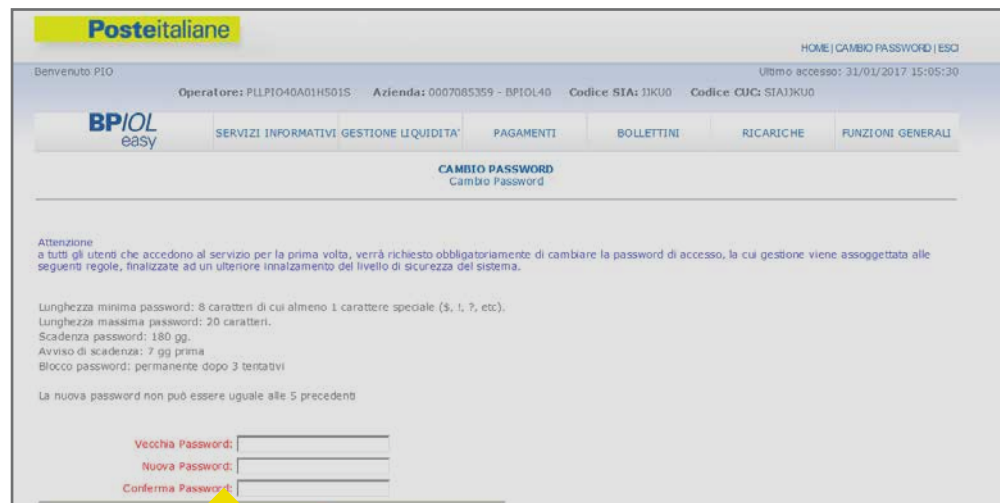 Posteitaliane
HOME | CAMBIO PASSWORD | ESCI
Benvenuto PIO
Ultimo accesso: 31/01/2017 15:05:30
Operatore: PLLPIO40A01H501S Azienda: 0007085359 - BPIOL40 Codice SIA: JJKU0 Codice CUC: SIAJJKU0
BPIOL easy
SERVIZI INFORMATIVI GESTIONE LIQUIDITA' PAGAMENTI BOLLETTINI RICARICHE FUNZIONI GENERALI
CAMBIO PASSWORD
Cambio Password
Attenzione
a tutti gli utenti che accedono al servizio per la prima volta, verrà richiesto obbligatoriamente di cambiare la password di accesso, la cui gestione viene assoggettata alle
seguenti regole, finalizzate ad un ulteriore innalzamento del livello di sicurezza del sistema.
Lunghezza minima password: 8 caratteri di cui almeno 1 carattere speciale ($, !, ?, etc).
Lunghezza massima password: 20 caratteri.
Scadenza password: 180 gg.
Avviso di scadenza: 7 gg prima
Blocco password: permanente dopo 3 tentativi
La nuova password non può essere uguale alle 5 precedenti
Vecchia Password:
Nuova Password:
Conferma Password: